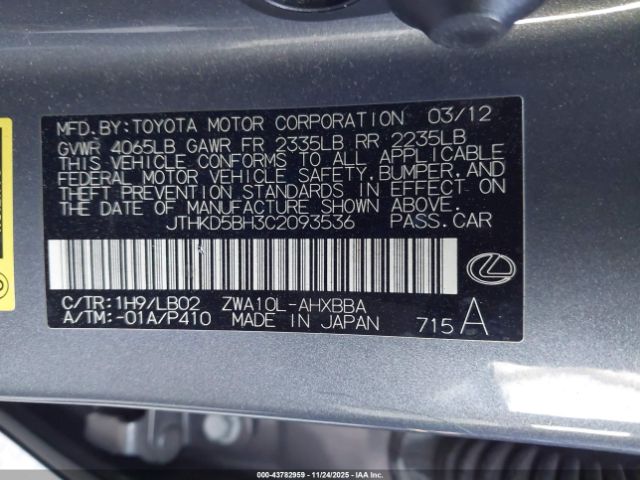 MFD.BY:TOYOTA MOTOR CORPORATION 03/12
GVWR 4065LB GAWR FR 2335LB RR 2235LB
THIS VEHICLE CONFORMS TO ALL APPLICABLE
FEDERAL MOTOR VEHICLE SAFETY,BUMPER,AND
THEFT PREVENTION STANDARDS IN EFFECT ON
THE DATE OF MANUFACTURE SHOWN ABOVE.
JTHKD5BH3C2093536 PASS.CAR
C/TR:1H9/LB02 ZWA10L-AHXBBA
A/TM:-01A/P410 MADE IN JAPAN 715 A
000-43782959 - 11/24/2025 - IAAI.COM